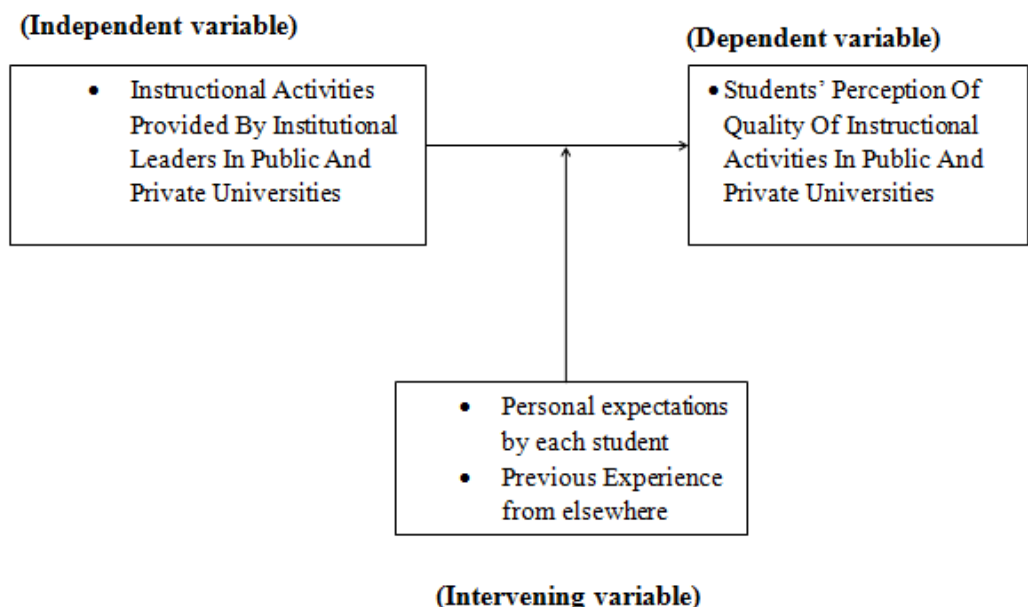 (Independent variable)
• Instructional Activities
Provided By Institutional
Leaders In Public And
Private Universities
(Dependent variable)
• Students’ Perception Of
Quality Of Instructional
Activities In Public And
Private Universities
• Personal expectations
by each student
• Previous Experience
from elsewhere
(Intervening variable)